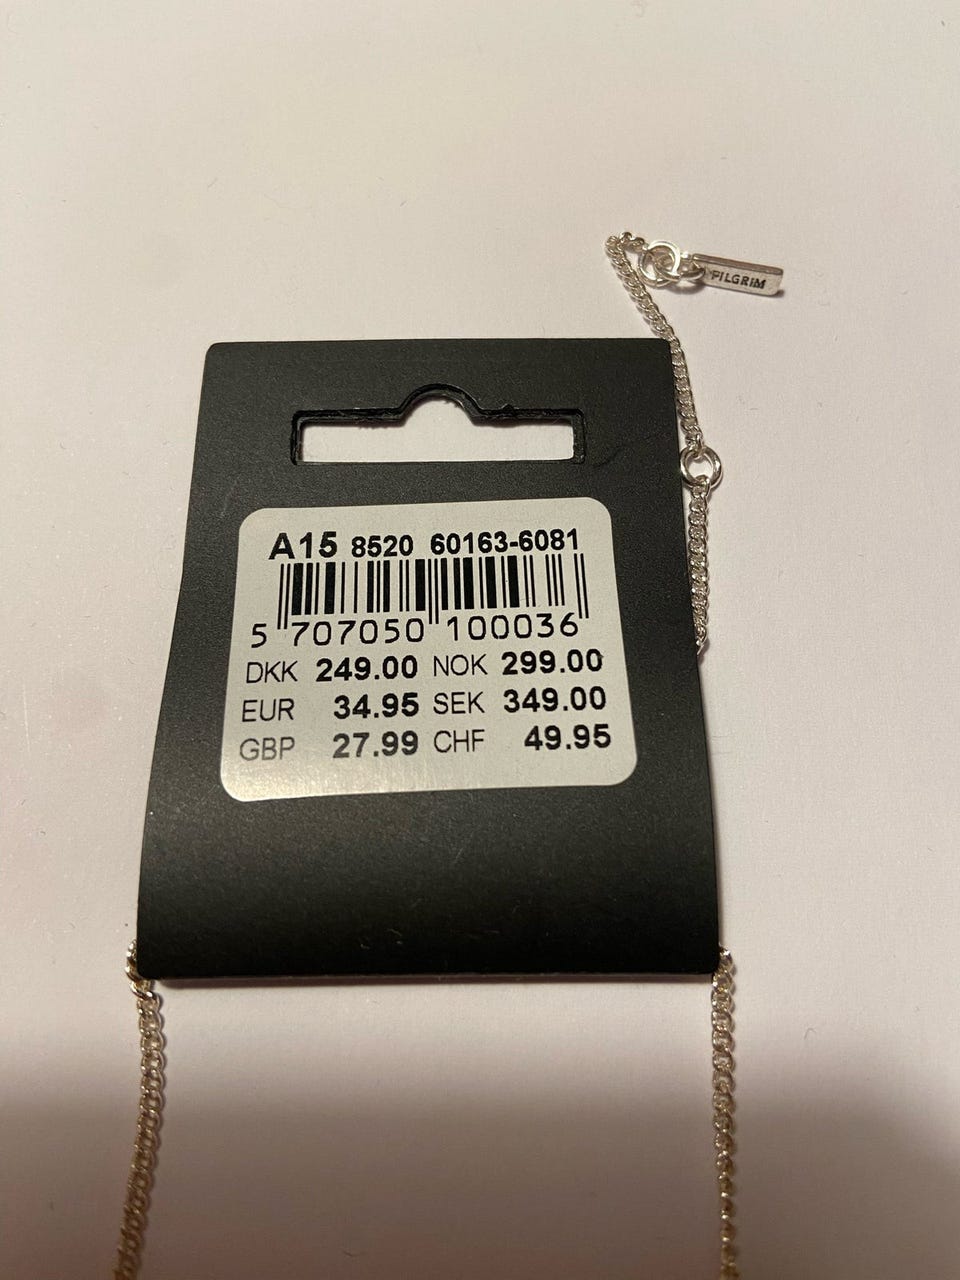 PILGRIM
A15 8520 60163-6081
5 707050 100036
DKK 249.00 NOK 299.00
EUR 34.95 SEK 349.00
GBP 27.99 CHF 49.95